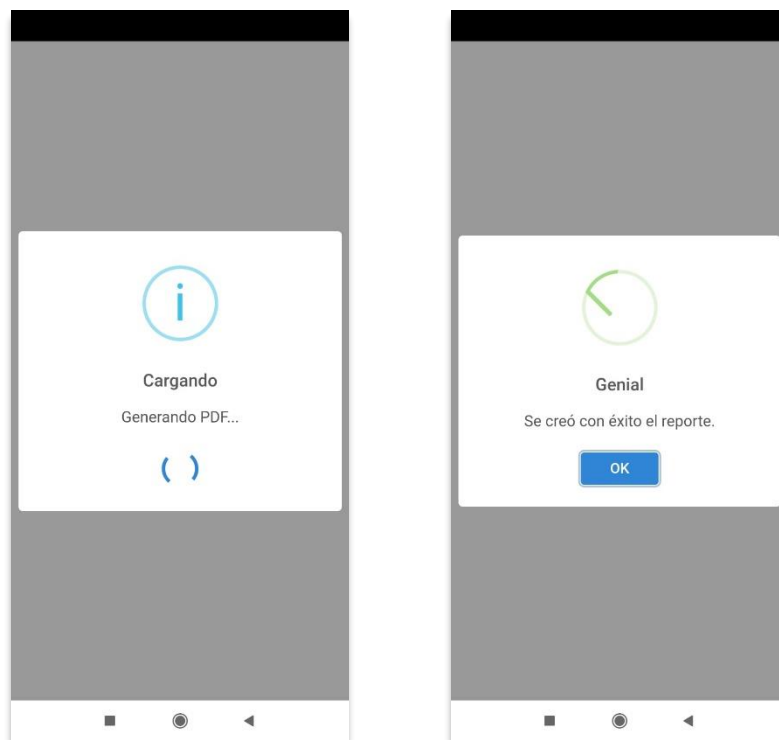 Cargando
Generando PDF...
Genial
Se creó con éxito el reporte.
OK